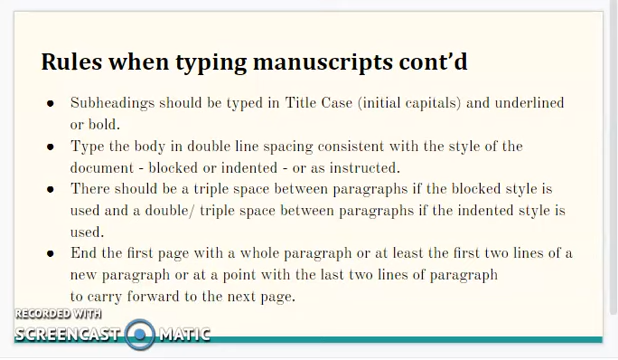 Rules when typing manuscripts cont'd
● Subheadings should be typed in Title Case (initial capitals) and underlined
or bold.
● Type the body in double line spacing consistent with the style of the
document - blocked or indented - or as instructed.
● There should be a triple space between paragraphs if the blocked style is
used and a double/ triple space between paragraphs if the indented style is
used.
● End the first page with a whole paragraph or at least the first two lines of a
new paragraph or at a point with the last two lines of paragraph
to carry forward to the next page.
RECORDED WITH
SCREENCAST MATIC